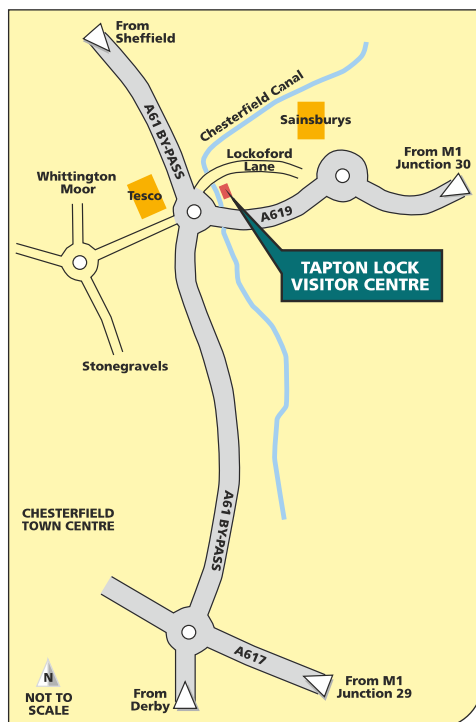 From
Sheffield
A61 BY-PASS
Chesterfield Canal
Sainsburys
Lockoford
Lane
From M1
Junction 30
Whittington
Moor
Tesco
A619
TAPTON LOCK
VISITOR CENTRE
Stonegravels
CHESTERFIELD
TOWN CENTRE
A61 BY-PASS
A617
N
NOT TO
SCALE
From
Derby
From M1
Junction 29